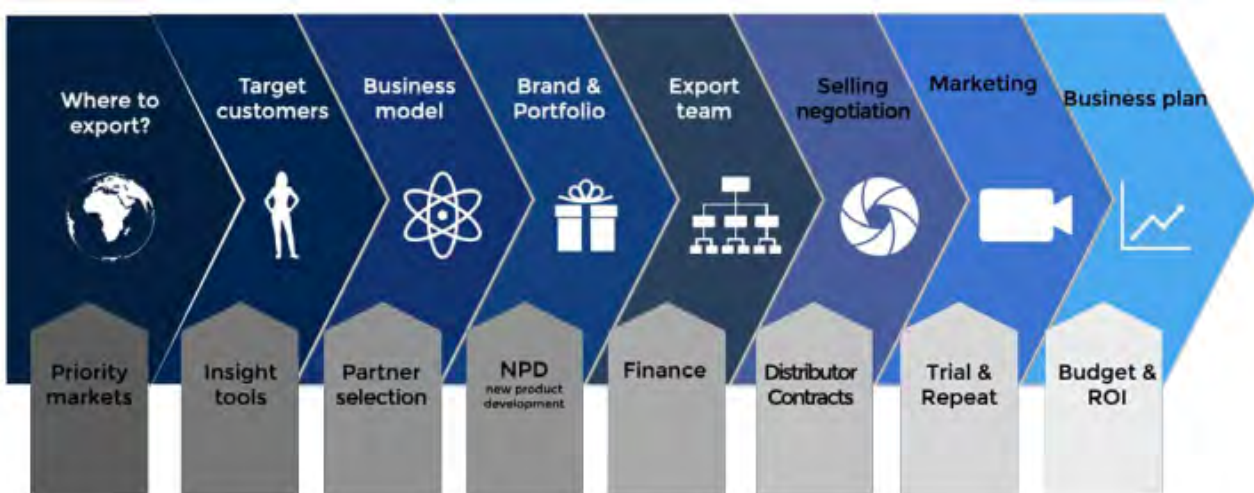 Where to
export?
Target
customers
Business
model
Brand &
Portfolio
Export
team
Selling
negotiation
Marketing
Business plan
Priority
markets
Insight
tools
Partner
selection
NPD
new product
development
Finance
Distributor
Contracts
Trial &
Repeat
Budget &
ROI